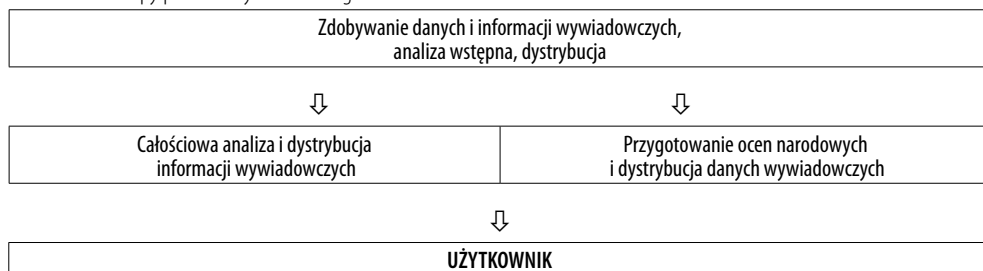 Zdobywanie danych i informacji wywiadowczych,
analiza wstępna, dystrybucja
Całościowa analiza i dystrybucja
informacji wywiadowczych
Przygotowanie ocen narodowych
i dystrybucja danych wywiadowczych
UŻYTKOWNIK